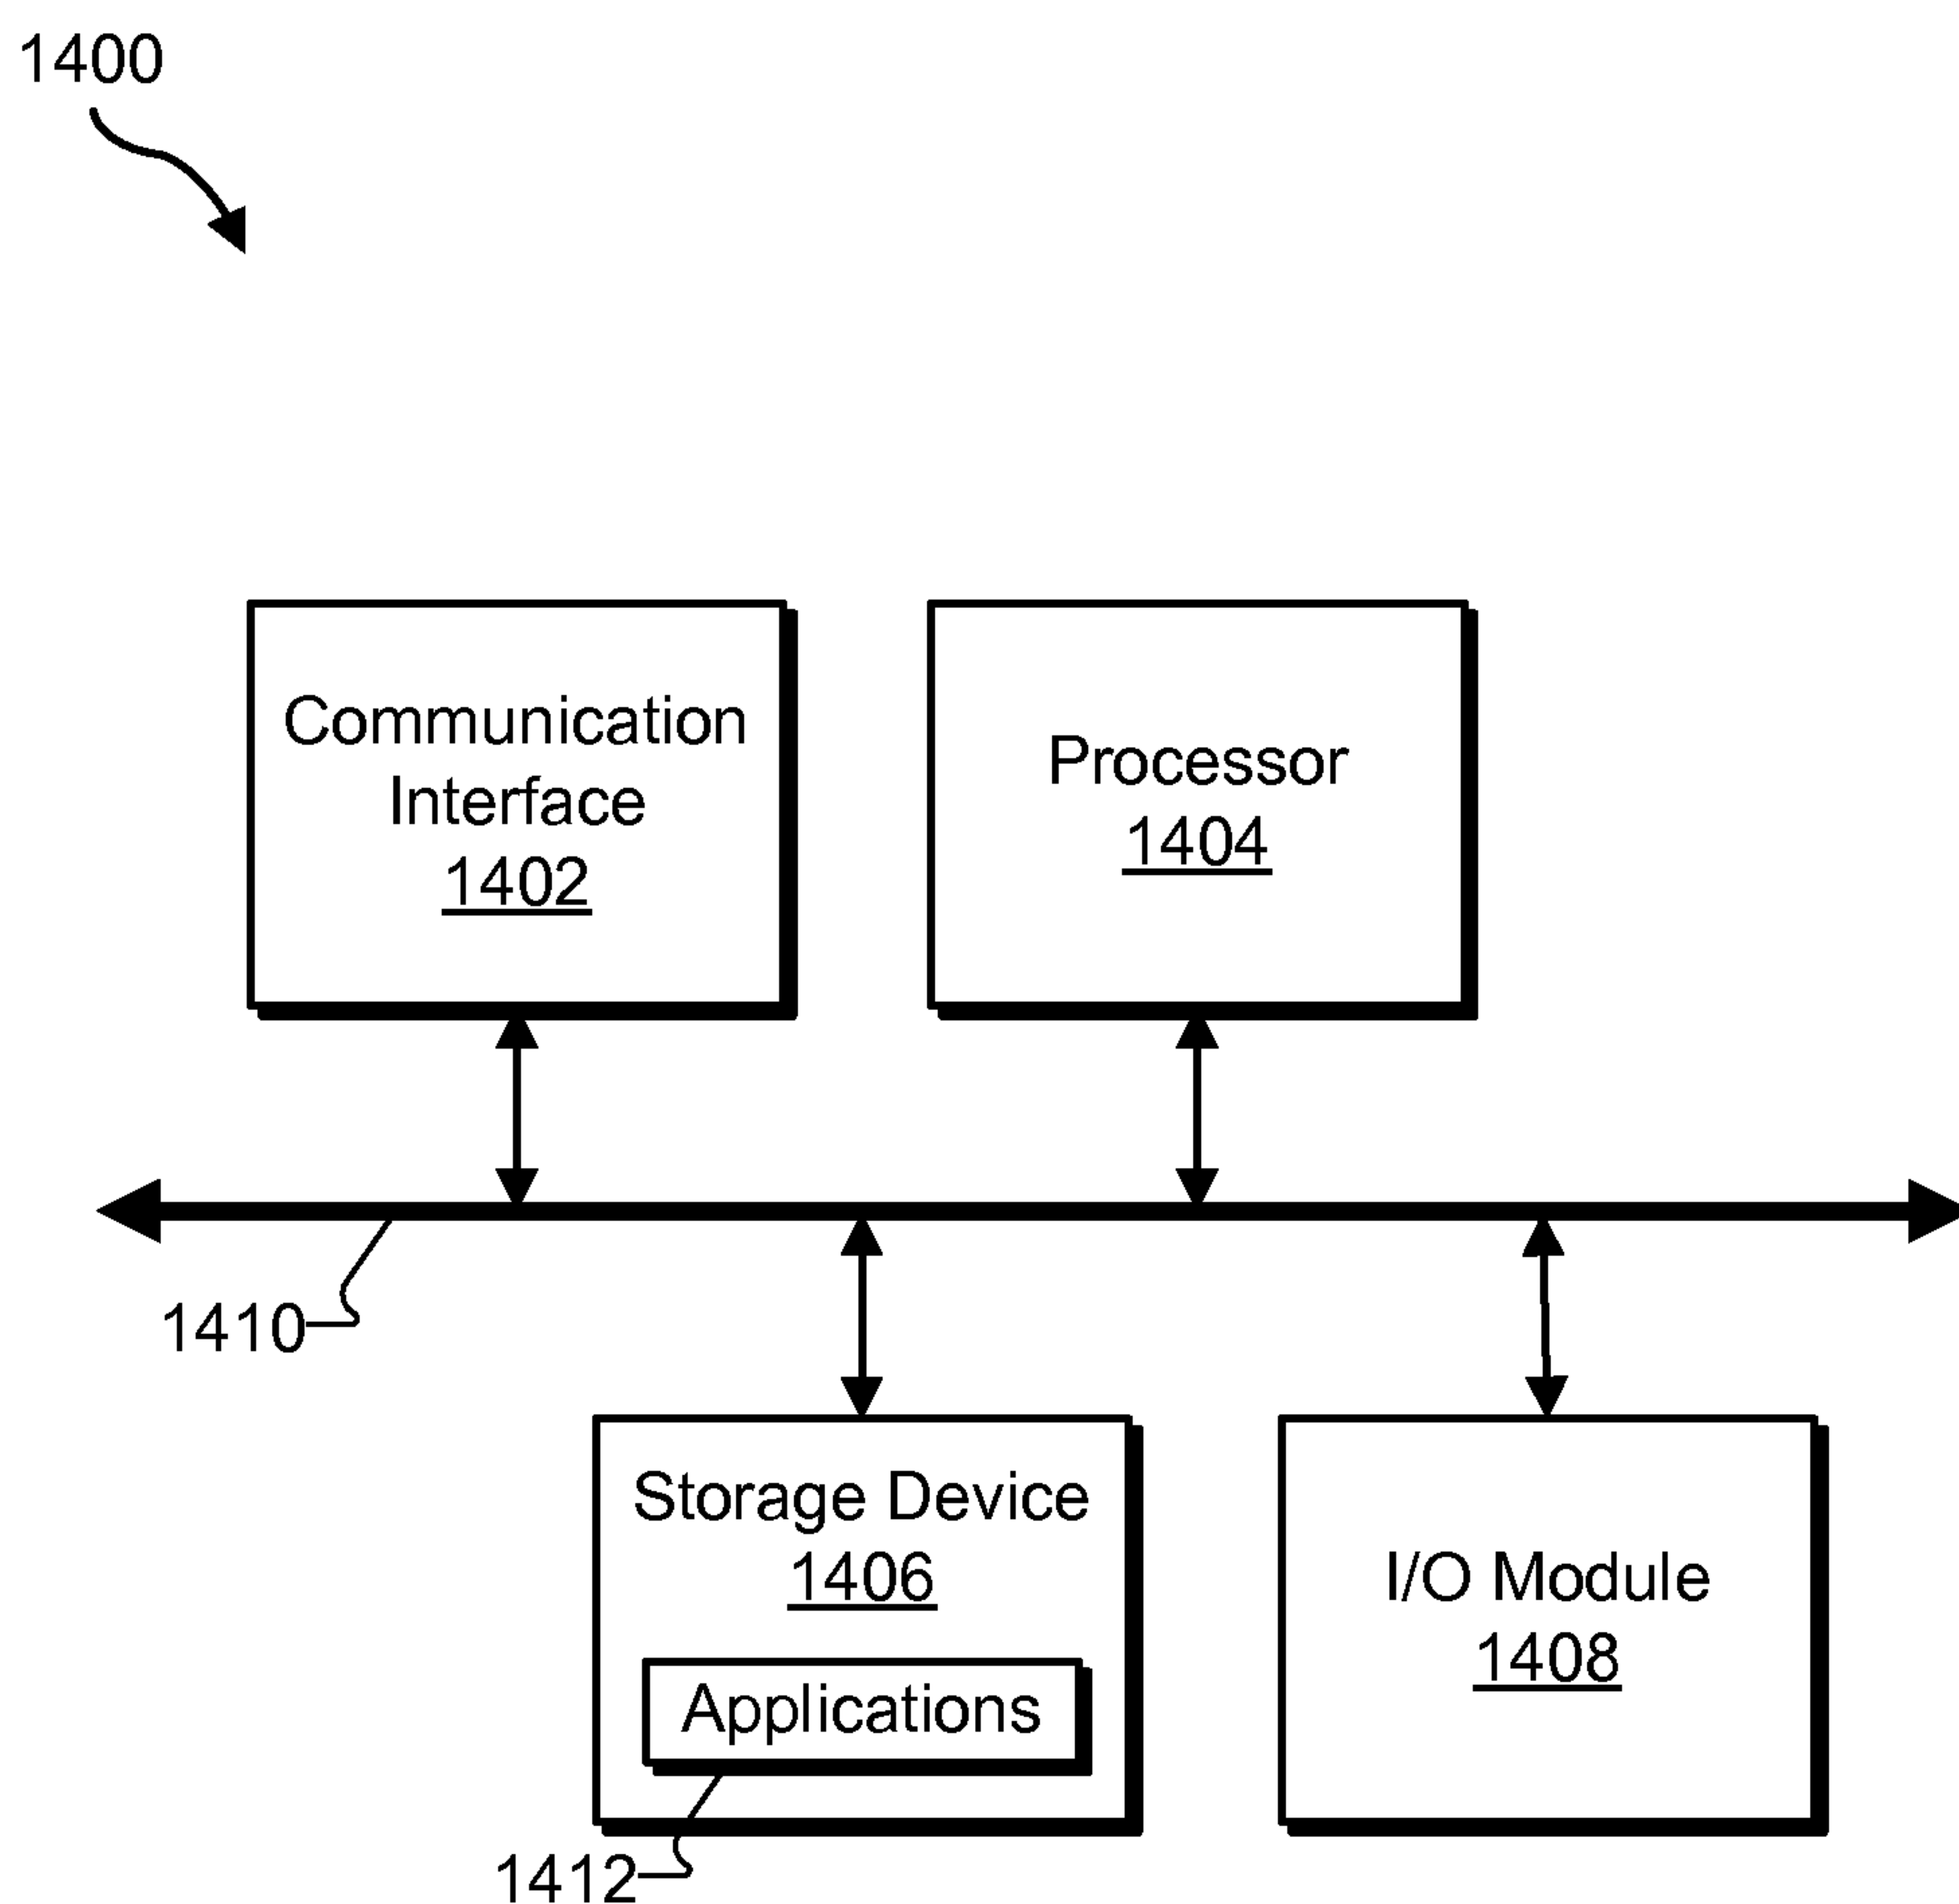 1400
Communication
Interface
1402
Processor
1404
1410
Storage Device
1406
Applications
1412
I/O Module
1408